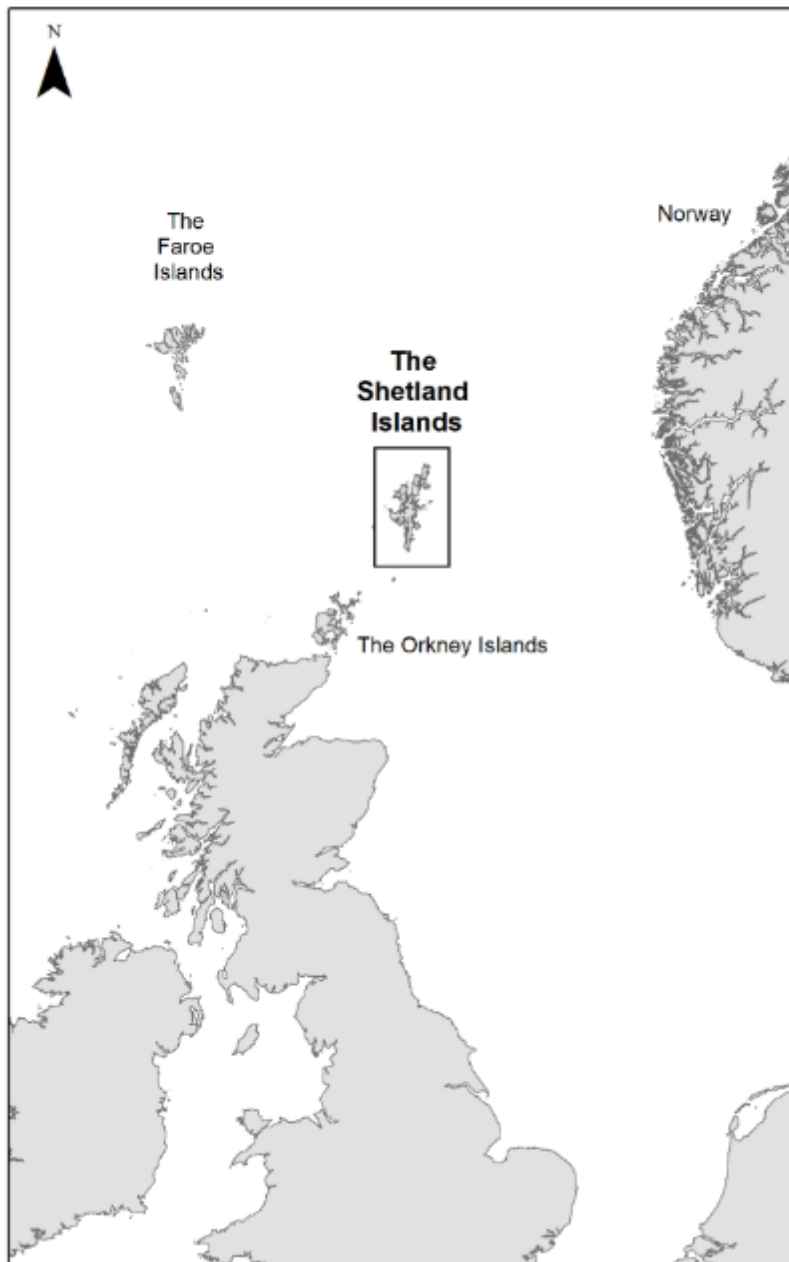 N
The
Faroe
Islands
Norway
The
Shetland
Islands
The Orkney Islands